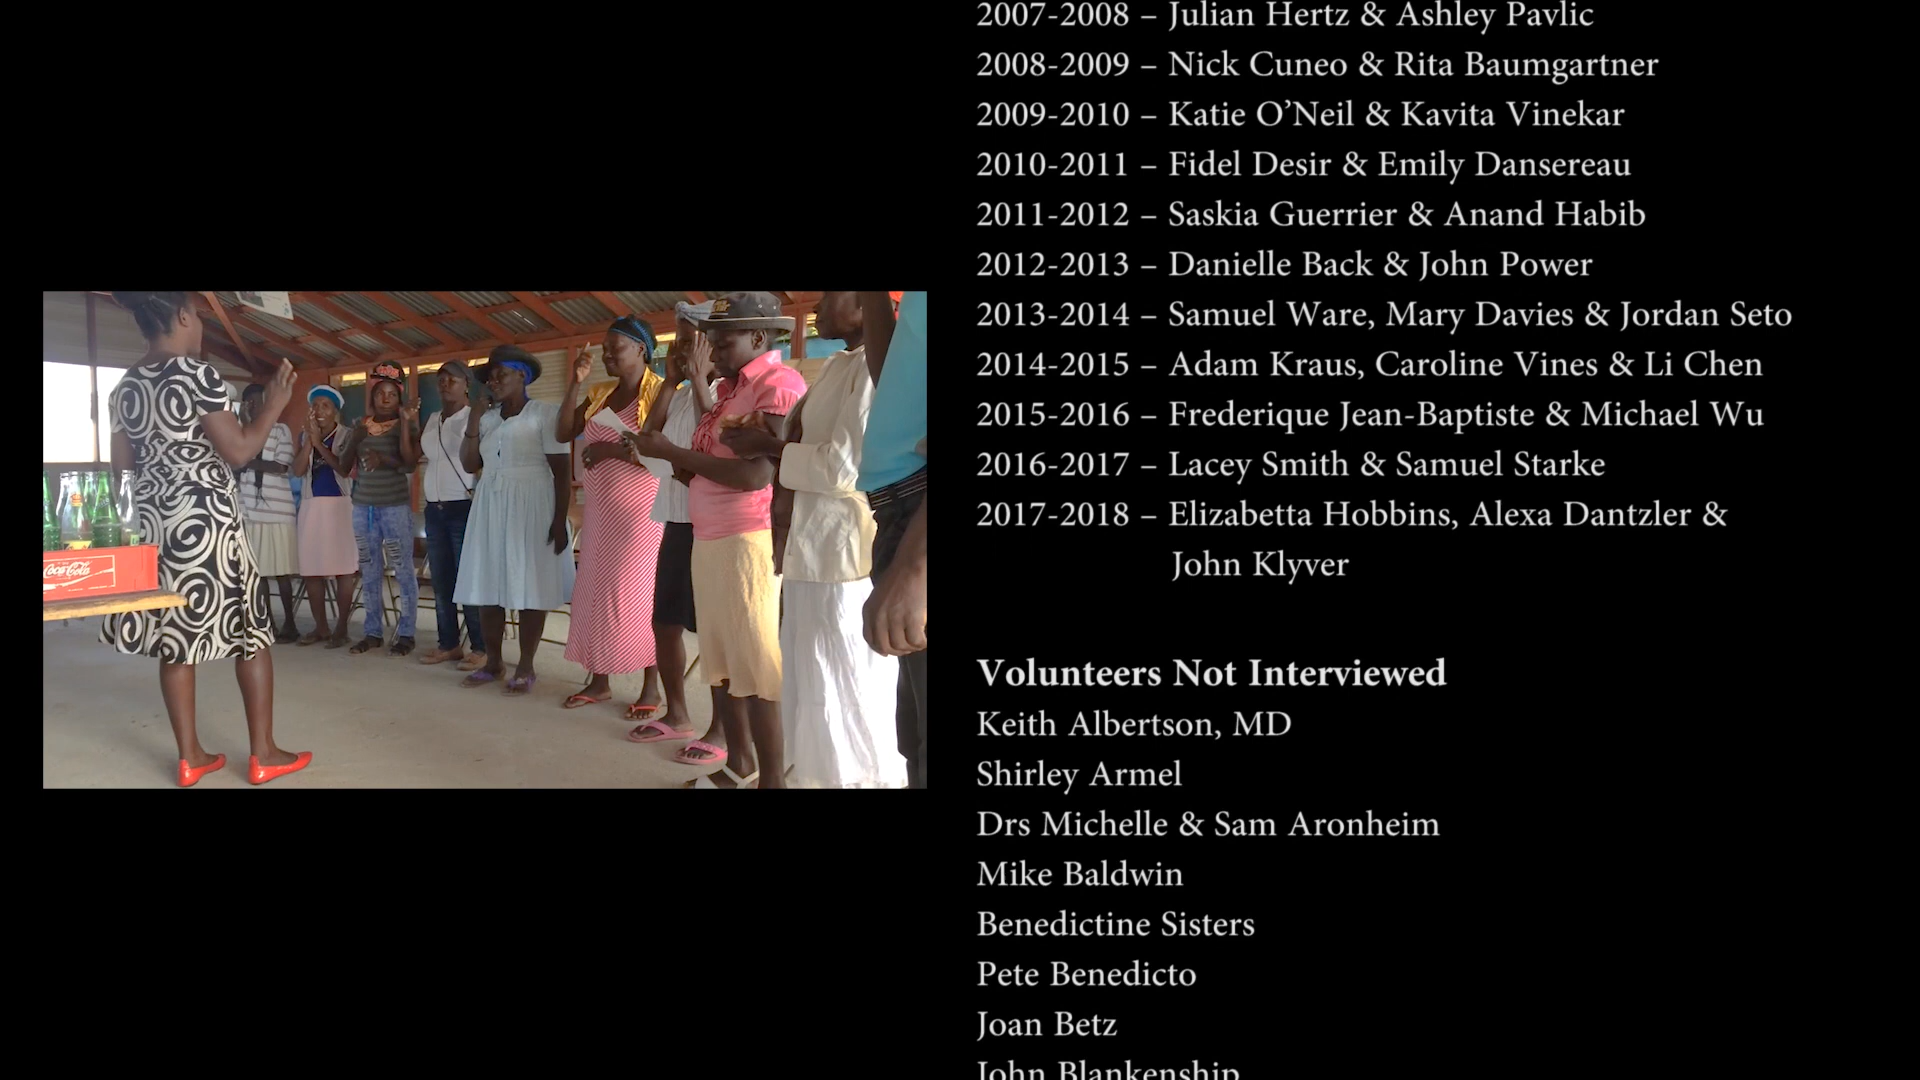 2007-2008 – Julian Hertz & Ashley Pavlic
2008-2009 – Nick Cuneo & Rita Baumgartner
2009-2010 – Katie O’Neil & Kavita Vinekar
2010-2011 – Fidel Desir & Emily Dansereau
2011-2012 – Saskia Guerrier & Anand Habib
2012-2013 – Danielle Back & John Power
2013-2014 – Samuel Ware, Mary Davies & Jordan Seto
2014-2015 – Adam Kraus, Caroline Vines & Li Chen
2015-2016 – Frederique Jean-Baptiste & Michael Wu
2016-2017 – Lacey Smith & Samuel Starke
2017-2018 – Elizabetta Hobbins, Alexa Dantzler &
John Klyver
Volunteers Not Interviewed
Keith Albertson, MD
Shirley Armel
Drs Michelle & Sam Aronheim
Mike Baldwin
Benedictine Sisters
Pete Benedicto
Joan Betz
John Blankenship
Coca-Cola